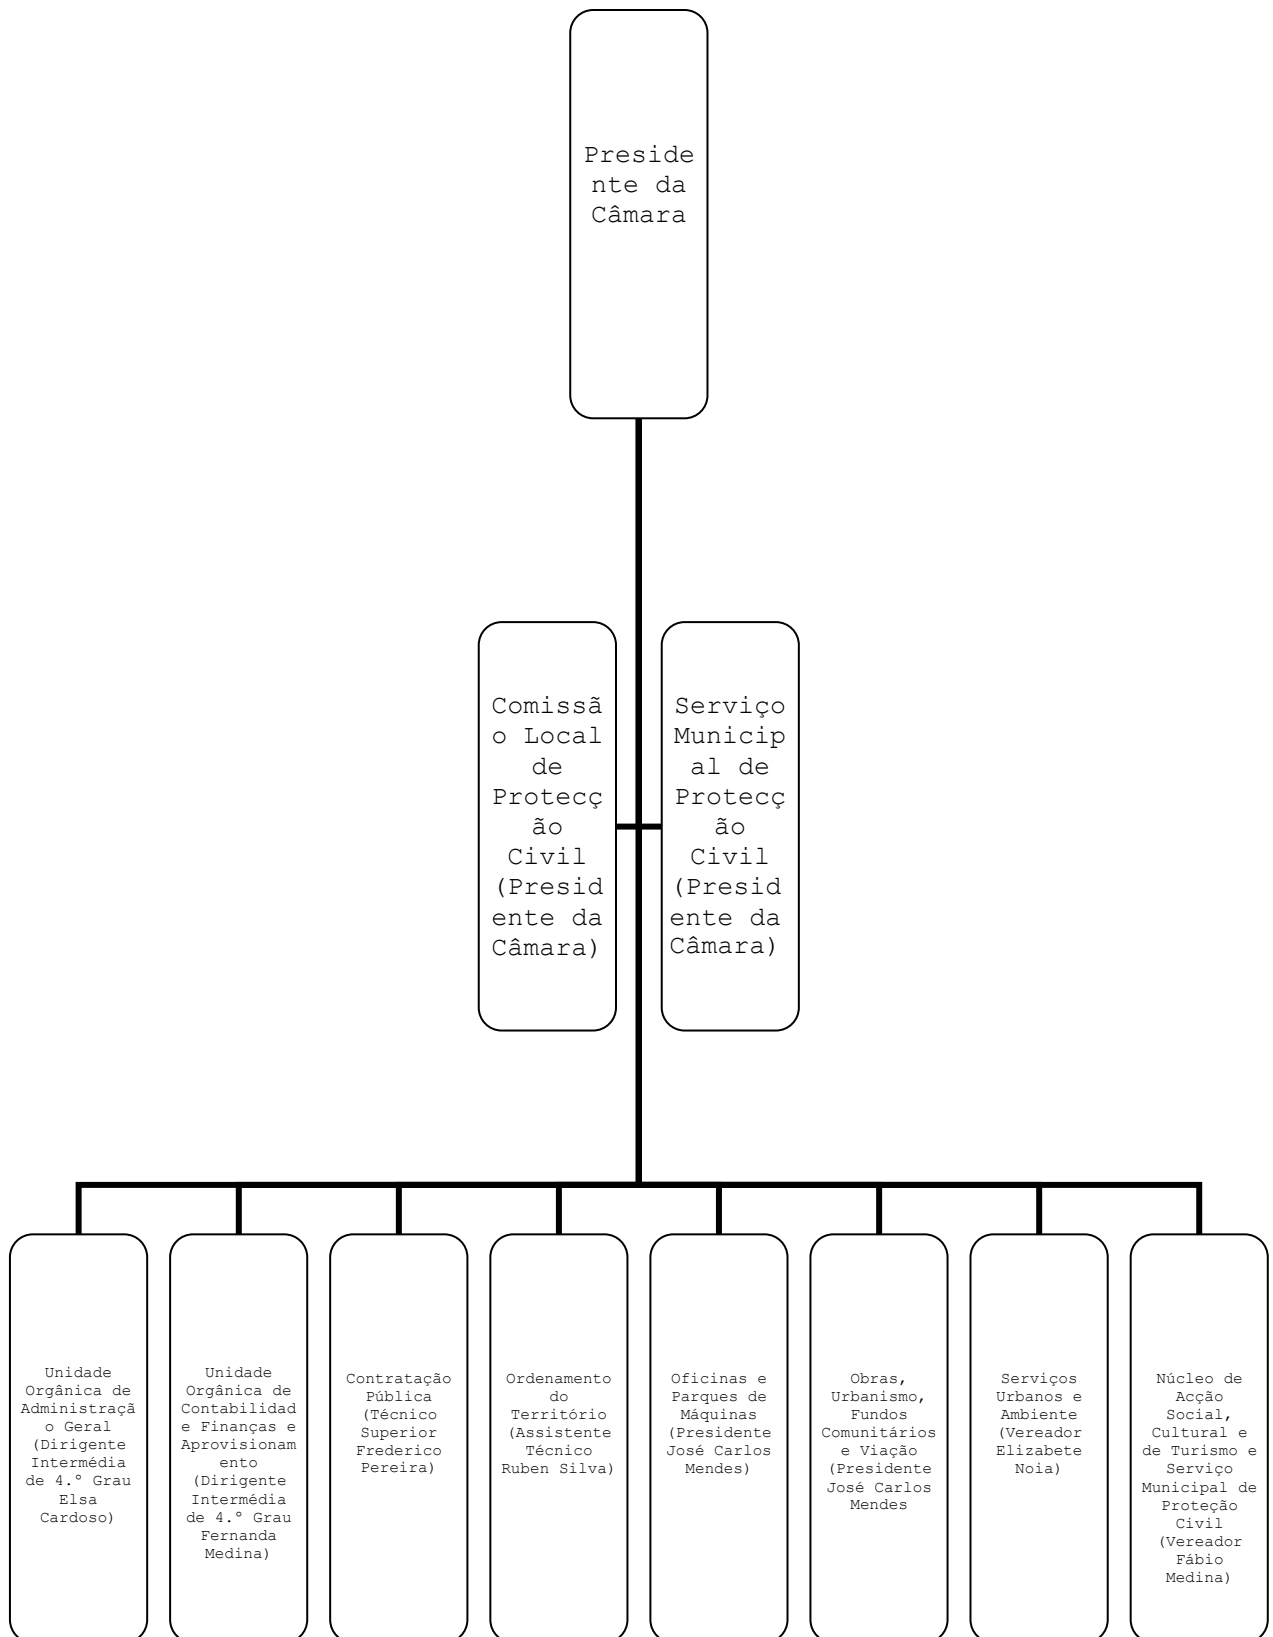 Preside
nte da
Câmara
Comissã
o Local
de
Protecç
ão
Civil
(Presid
ente da
Câmara)
Serviço
Municip
al de
Protecç
ão
Civil
(Presid
ente da
Câmara)
Unidade
Orgânica de
Administraçã
o Geral
(Dirigente
Intermédia
de 4.º Grau
Elsa
Cardoso)
Unidade
Orgânica de
Contabilidad
e Finanças e
Aprovisionam
ento
(Dirigente
Intermédia
de 4.º Grau
Fernanda
Medina)
Contratação
Pública
(Técnico
Superior
Frederico
Pereira)
Ordenamento
do
Território
(Assistente
Técnico
Ruben Silva)
Oficinas e
Parques de
Máquinas
(Presidente
José Carlos
Mendes)
Obras,
Urbanismo,
Fundos
Comunitários
e Viação
(Presidente
José Carlos
Mendes
Serviços
Urbanos e
Ambiente
(Vereador
Elizabete
Noia)
Núcleo de
Acção
Social,
Cultural e
de Turismo e
Serviço
Municipal de
Proteção
Civil
(Vereador
Fábio
Medina)